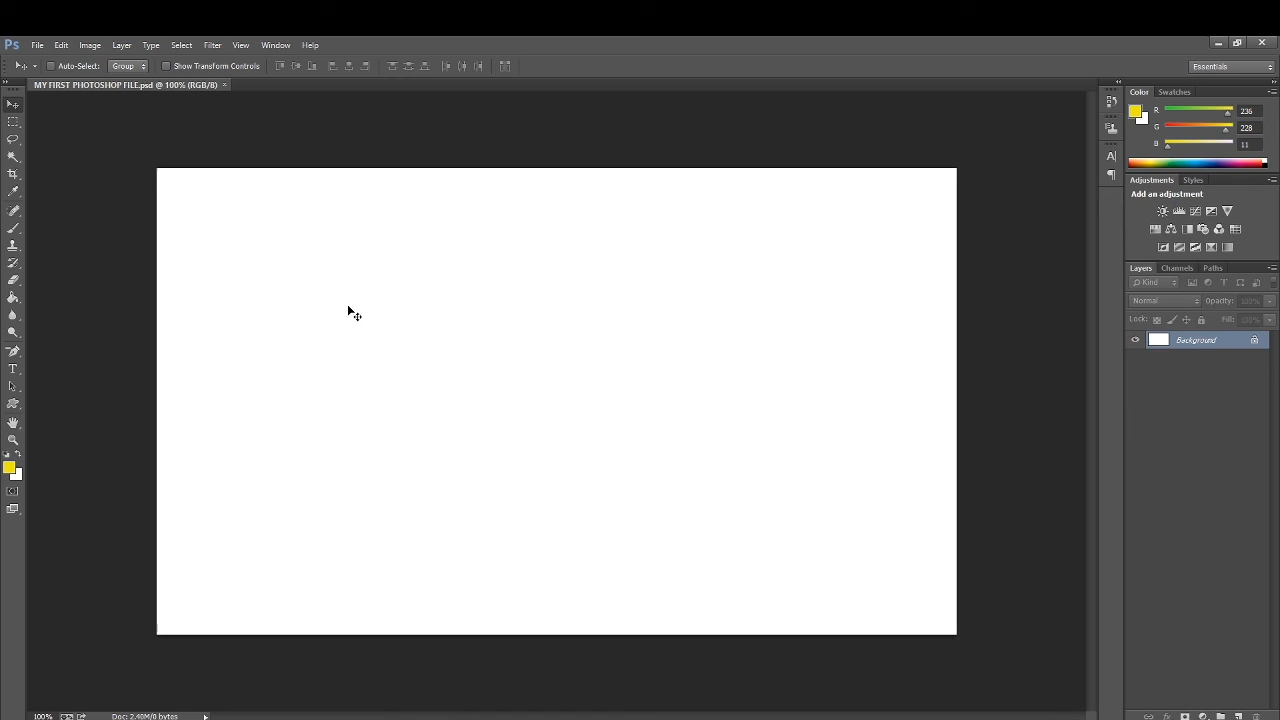 Ps File Edit Image Layer Type Select Filter View Window Help
Auto-Select: Group Show Transform Controls Essentials
MY FIRST PHOTOSHOP FILE.psd @ 100% (RGB/8) ×
Color Swatches
R 236
G 228
B 11
Adjustments Styles
Add an adjustment
Layers Channels Paths
Kind
Normal Opacity: 100%
Lock: Fill: 100%
Background
100% Doc: 2.40M/0 bytes